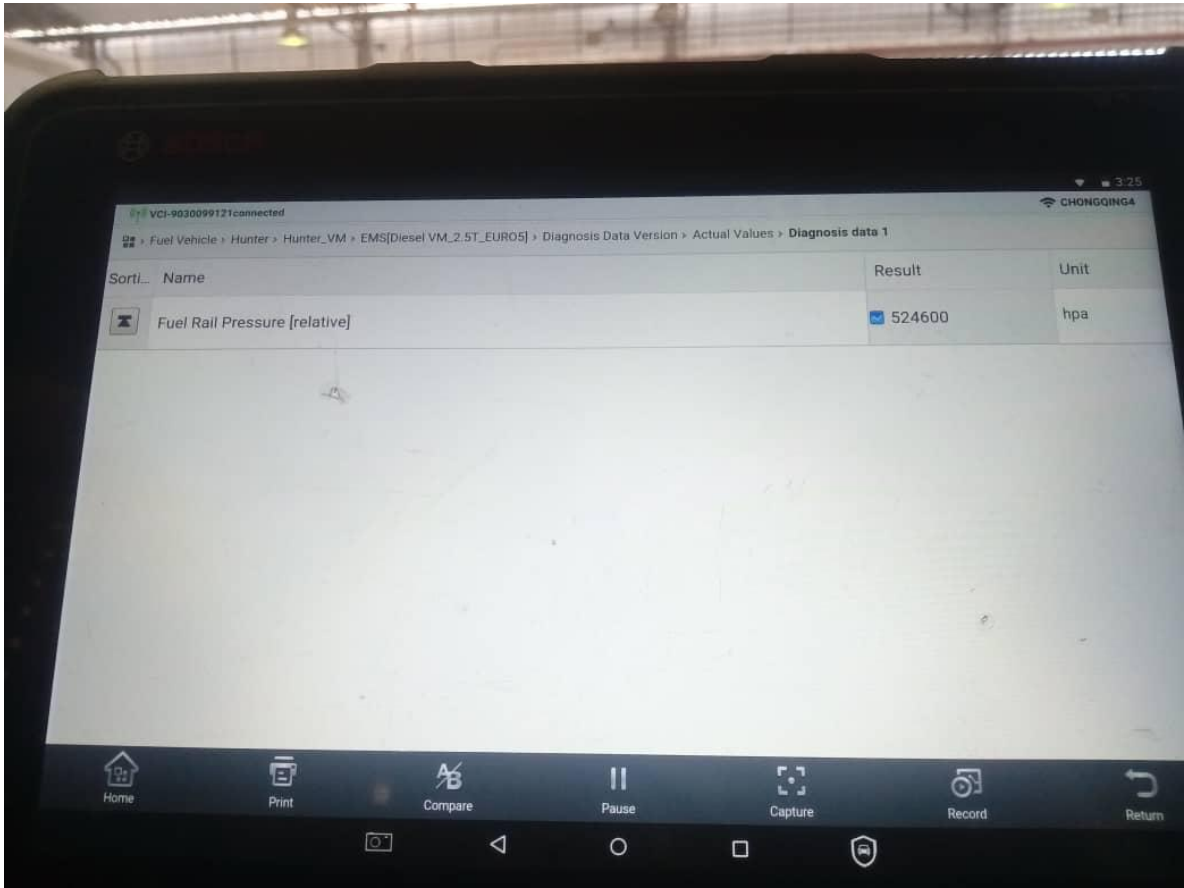 3:25
VCI-9030099121connected
CHONGQING4
> Fuel Vehicle > Hunter > Hunter_VM > EMS[Diesel VM_2.5T_EURO5] > Diagnosis Data Version > Actual Values > Diagnosis data 1
Sorti... Name Result Unit
Fuel Rail Pressure [relative] 524600 hpa
A/B
Home Print Compare Pause Capture Record Return